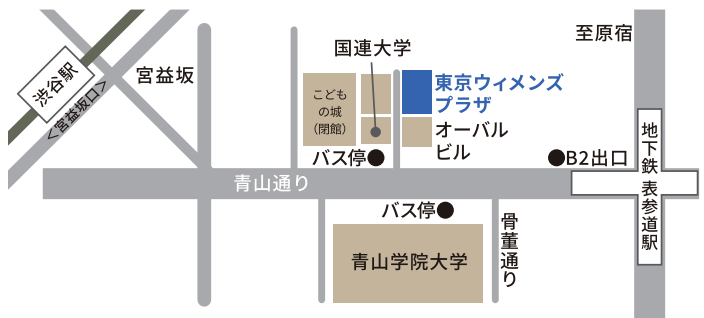 渋谷駅
<宮益坂口>
宮益坂
国連大学
至原宿
こども
の城
(閉館)
東京ウィメンズ
プラザ
オーバル
ビル
バス停
B2出口
地下鉄 表参道駅
青山通り
バス停
青山学院大学
骨董通り